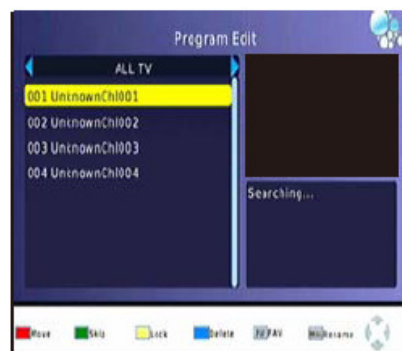 Program Edit
ALL TV
001 UnknownChl001
002 UnknownChl002
003 UnknownChl003
004 UnknownChl004
Searching...
Move Skip Lock Delete FAV Rename